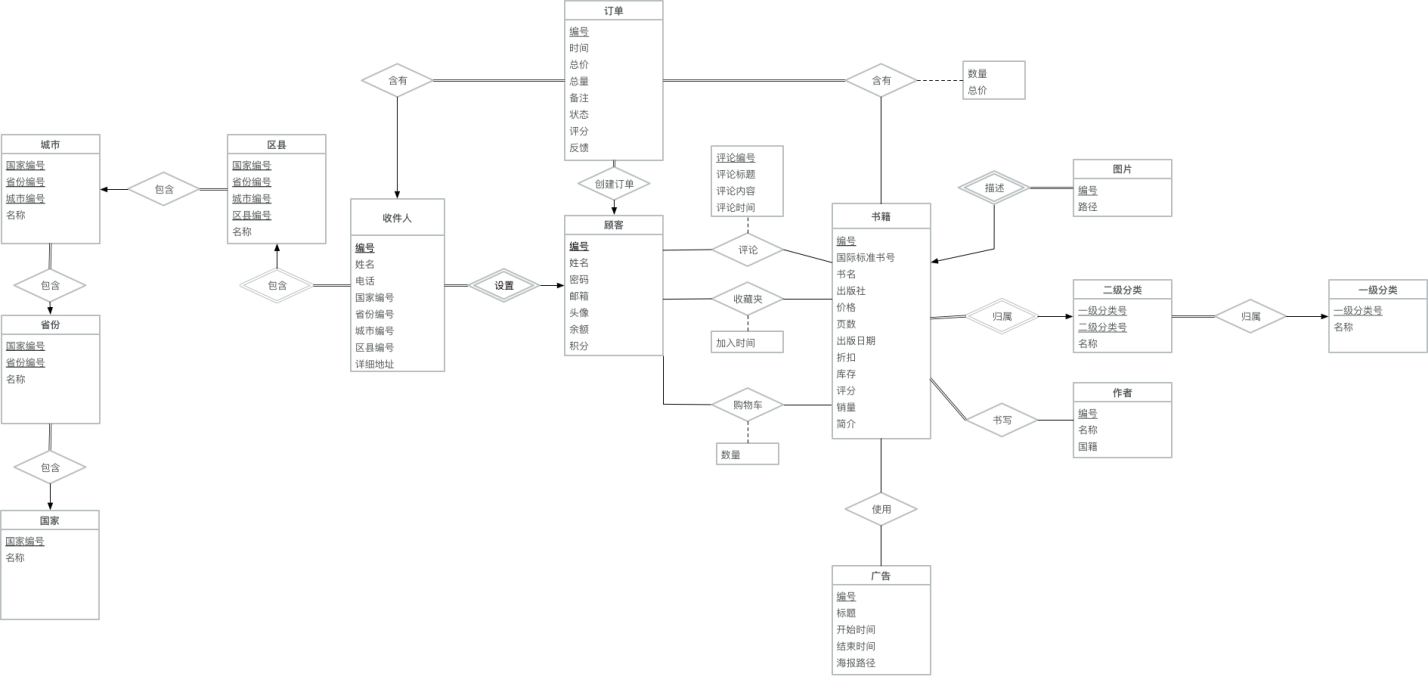 订单
编号
时间
总价
总量
备注
状态
评分
反馈
含有
含有
数量
总价
城市
国家编号
省份编号
城市编号
名称
包含
区县
国家编号
省份编号
城市编号
区县编号
名称
创建订单
评论编号
评论标题
评论内容
评论时间
描述
图片
编号
路径
收件人
编号
姓名
电话
国家编号
省份编号
城市编号
区县编号
详细地址
顾客
编号
姓名
密码
邮箱
头像
余额
积分
评论
书籍
编号
国际标准书号
书名
出版社
价格
页数
出版日期
折扣
库存
评分
销量
简介
包含
包含
设置
收藏夹
加入时间
归属
二级分类
一级分类号
二级分类号
名称
归属
一级分类
一级分类号
名称
省份
国家编号
省份编号
名称
购物车
数量
书写
作者
编号
名称
国籍
包含
使用
国家
国家编号
名称
广告
编号
标题
开始时间
结束时间
海报路径